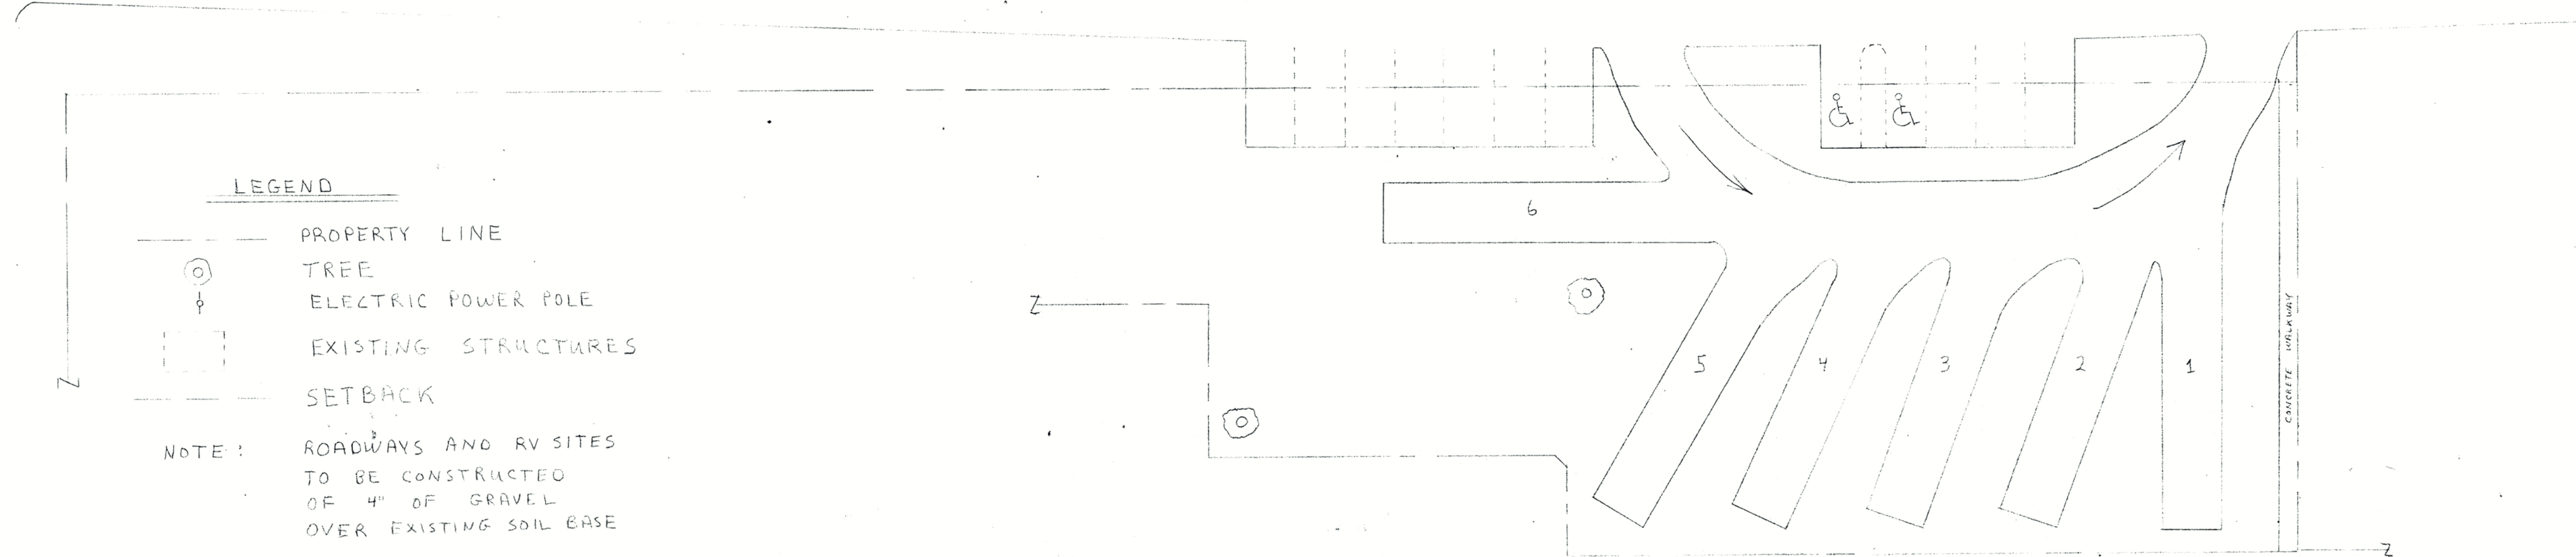 LEGEND
PROPERTY LINE
TREE
ELECTRIC POWER POLE
EXISTING STRUCTURES
SETBACK
NOTE: ROADWAYS AND RV SITES
TO BE CONSTRUCTED
OF 4" OF GRAVEL
OVER EXISTING SOIL BASE
6
5
4
3
2
1
CONCRETE WALKWAY